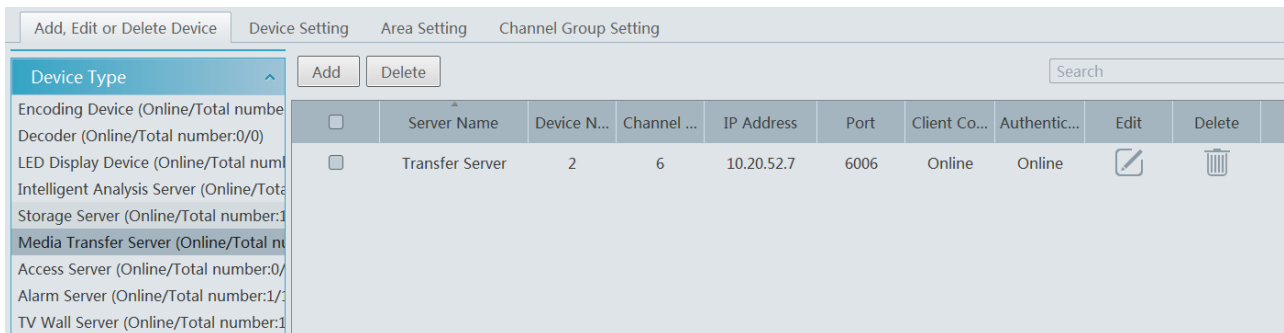 Add, Edit or Delete Device Device Setting Area Setting Channel Group Setting
Device Type
Add Delete
Search
Encoding Device (Online/Total numbe
Decoder (Online/Total number:0/0)
LED Display Device (Online/Total num
Intelligent Analysis Server (Online/Tota
Storage Server (Online/Total number:1
Media Transfer Server (Online/Total nu
Access Server (Online/Total number:0/
Alarm Server (Online/Total number:1/1
TV Wall Server (Online/Total number:1
Server Name Device N... Channel ... IP Address Port Client Co... Authentic... Edit Delete
Transfer Server 2 6 10.20.52.7 6006 Online Online